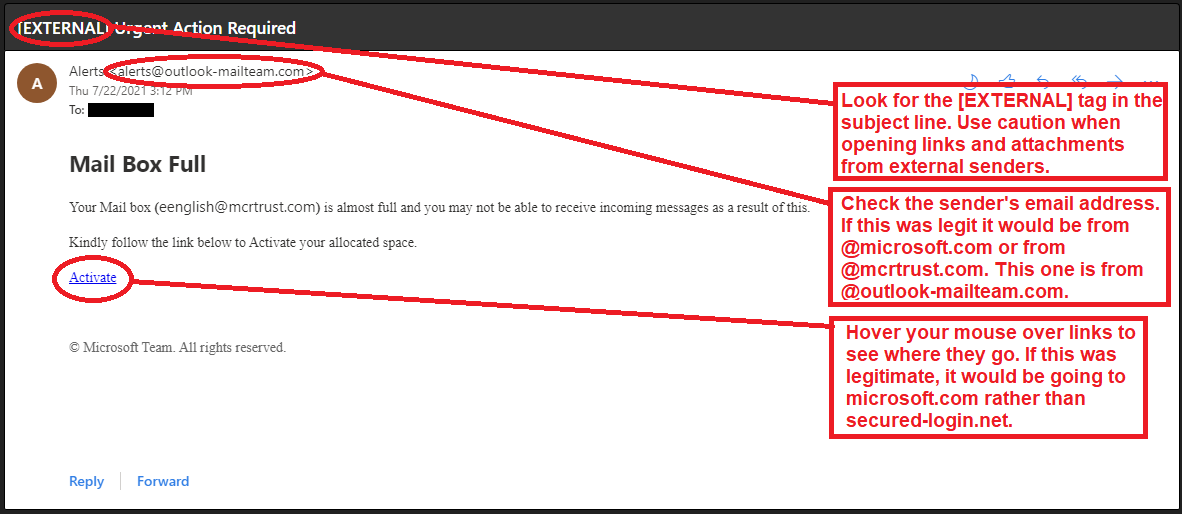 [EXTERNAL] Urgent Action Required
A
Alerts <alerts@outlook-mailteam.com>
Thu 7/22/2021 3:12 PM
To:
Mail Box Full
Your Mail box (eenglish@mcrtrust.com) is almost full and you may not be able to receive incoming messages as a result of this.
Kindly follow the link below to Activate your allocated space.
Activate
© Microsoft Team. All rights reserved.
Reply
Forward
Look for the [EXTERNAL] tag in the
subject line. Use caution when
opening links and attachments
from external senders.
Check the sender's email address.
If this was legit it would be from
@microsoft.com or from
@mcrtrust.com. This one is from
@outlook-mailteam.com.
Hover your mouse over links to
see where they go. If this was
legitimate, it would be going to
microsoft.com rather than
secured-login.net.